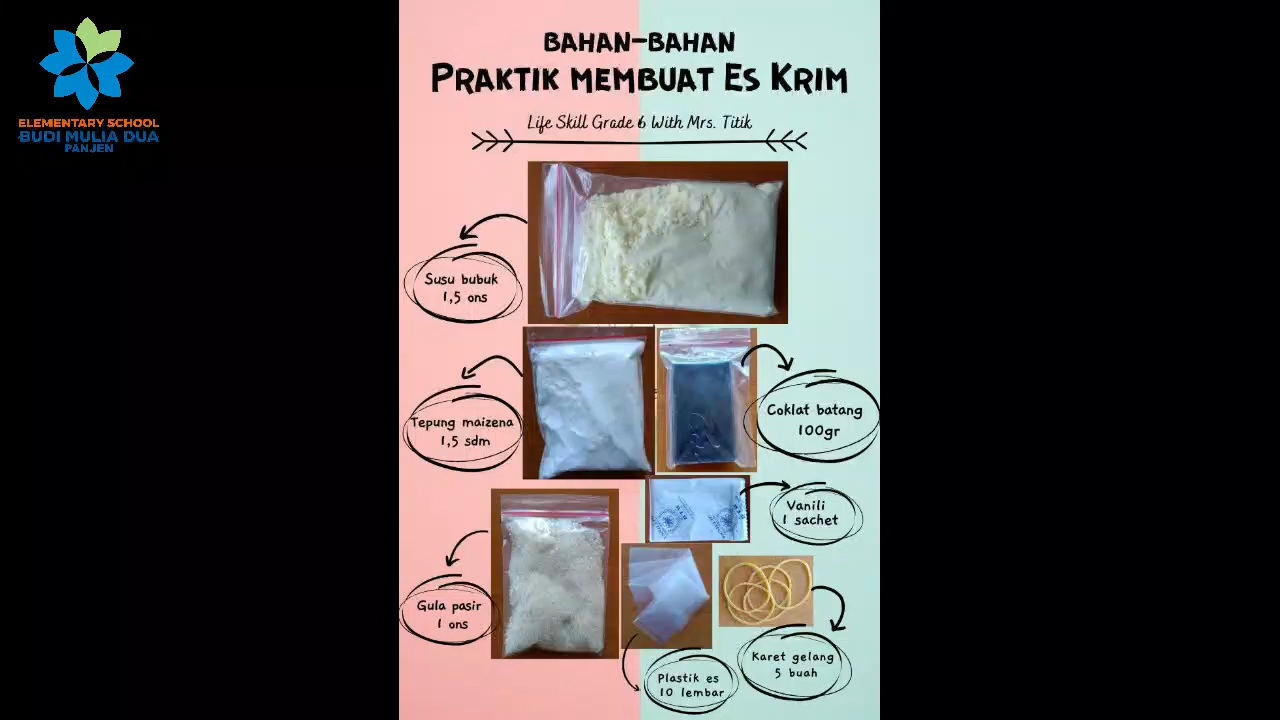 ELEMENTARY SCHOOL
BUDI MULIA DUA
PANJEN
BAHAN-BAHAN
PRAKTIK MEMBUAT ES KRIM
Life Skill Grade 6 With Mrs. Titik
Susu bubuk
1,5 ons
Tepung maizena
1,5 sdm
Coklat batang
100gr
Vanili
1 sachet
Gula pasir
1 ons
Plastik es
10 lembar
Karet gelang
5 buah